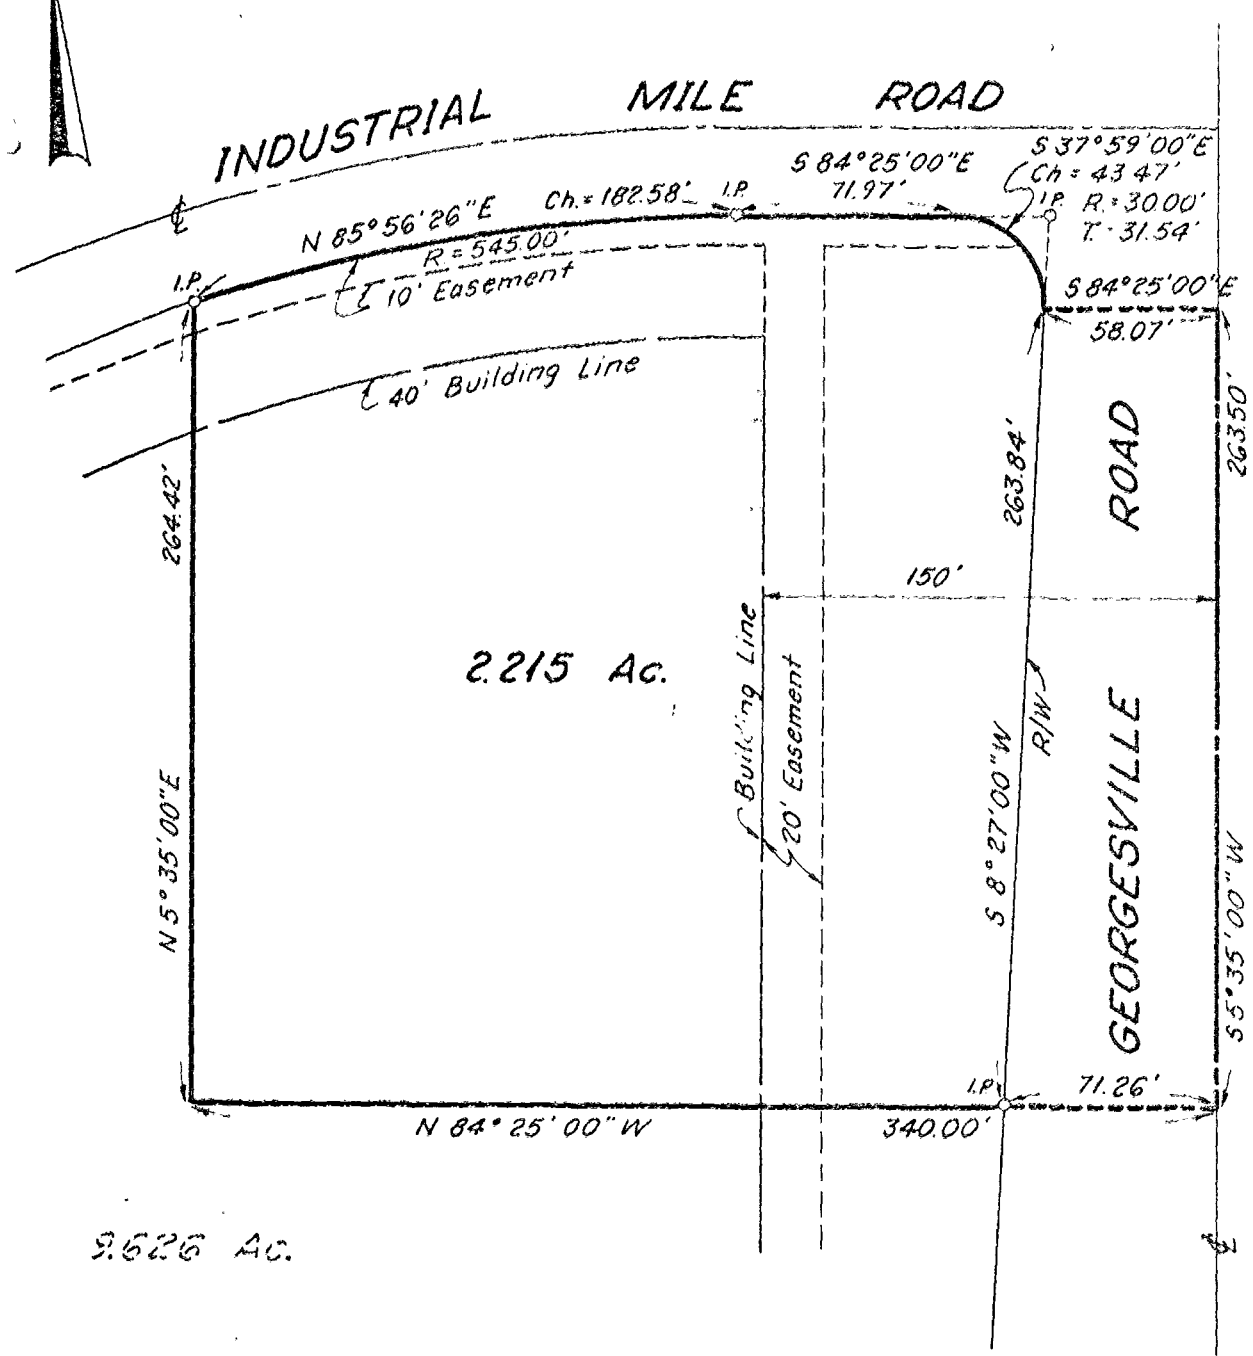 INDUSTRIAL MILE ROAD
S 37°59'00"E
Ch = 43.47'
R. = 30.00'
T. - 31.54'
S 84°25'00"E
71.97'
I.P.
I.P.
Ch. = 182.58'
N 85°56'26"E
R. = 545.00'
10' Easement
I.P.
40' Building Line
S 84°25'00"E
58.07'
263.50'
264.42'
263.84'
ROAD
150'
2.215 Ac.
Building Line
20' Easement
R/W
GEORGESVILLE
N 5°35'00"E
S 8°27'00"W
S 5°35'00"W
I.P.
71.26'
N 84°25'00"W
340.00'
9.626 Ac.